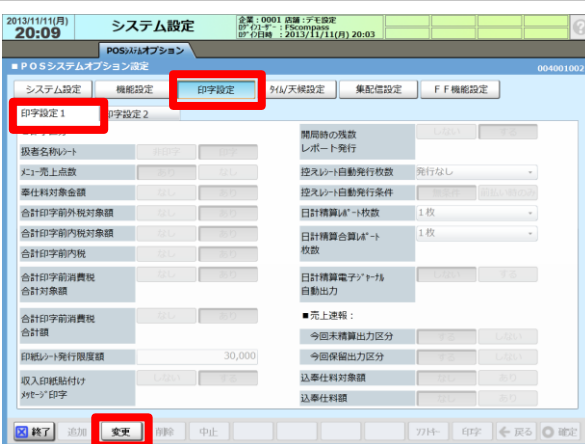 2013/11/11(月)
20:09
システム設定
企業：0001 店舗：デモ設定
ﾛｸﾞｲﾝﾕｰｻﾞｰ：FScompass
ﾛｸﾞｲﾝ日時 ：2013/11/11(月) 20:03
POSｼｽﾃﾑオプション
■ＰＯＳシステムオプション設定
004001002
システム設定 機能設定 印字設定 ﾀｲﾑ/天候設定 集配信設定 ＦＦ機能設定
印字設定１ 印字設定２
扱者名称ﾚｼｰﾄ 印字
ﾒﾆｭｰ売上点数 あり なし
奉仕料対象金額 なし あり
合計印字前外税対象額 なし あり
合計印字前内税対象額 なし あり
合計印字前内税 なし あり
合計印字前消費税
合計対象額 なし あり
合計印字前消費税
合計額 なし あり
印紙ﾚｼｰﾄ発行限度額 30,000
収入印紙貼付け
ﾒｯｾｰｼﾞ印字 しない する
開局時の残数
レポート発行 しない する
控えﾚｼｰﾄ自動発行枚数 発行なし
控えﾚｼｰﾄ自動発行条件 無条件
日計精算ﾚﾎﾟｰﾄ枚数 1 枚
日計精算合算ﾚﾎﾟｰﾄ
枚数 1 枚
日計精算電子ｼﾞｬｰﾅﾙ
自動出力 しない する
■売上速報：
今回未精算出力区分 する しない
今回保留出力区分 する しない
込奉仕料対象額 なし あり
込奉仕料額 なし あり
終了 追加 変更 削除 中止 印字 戻る 確定